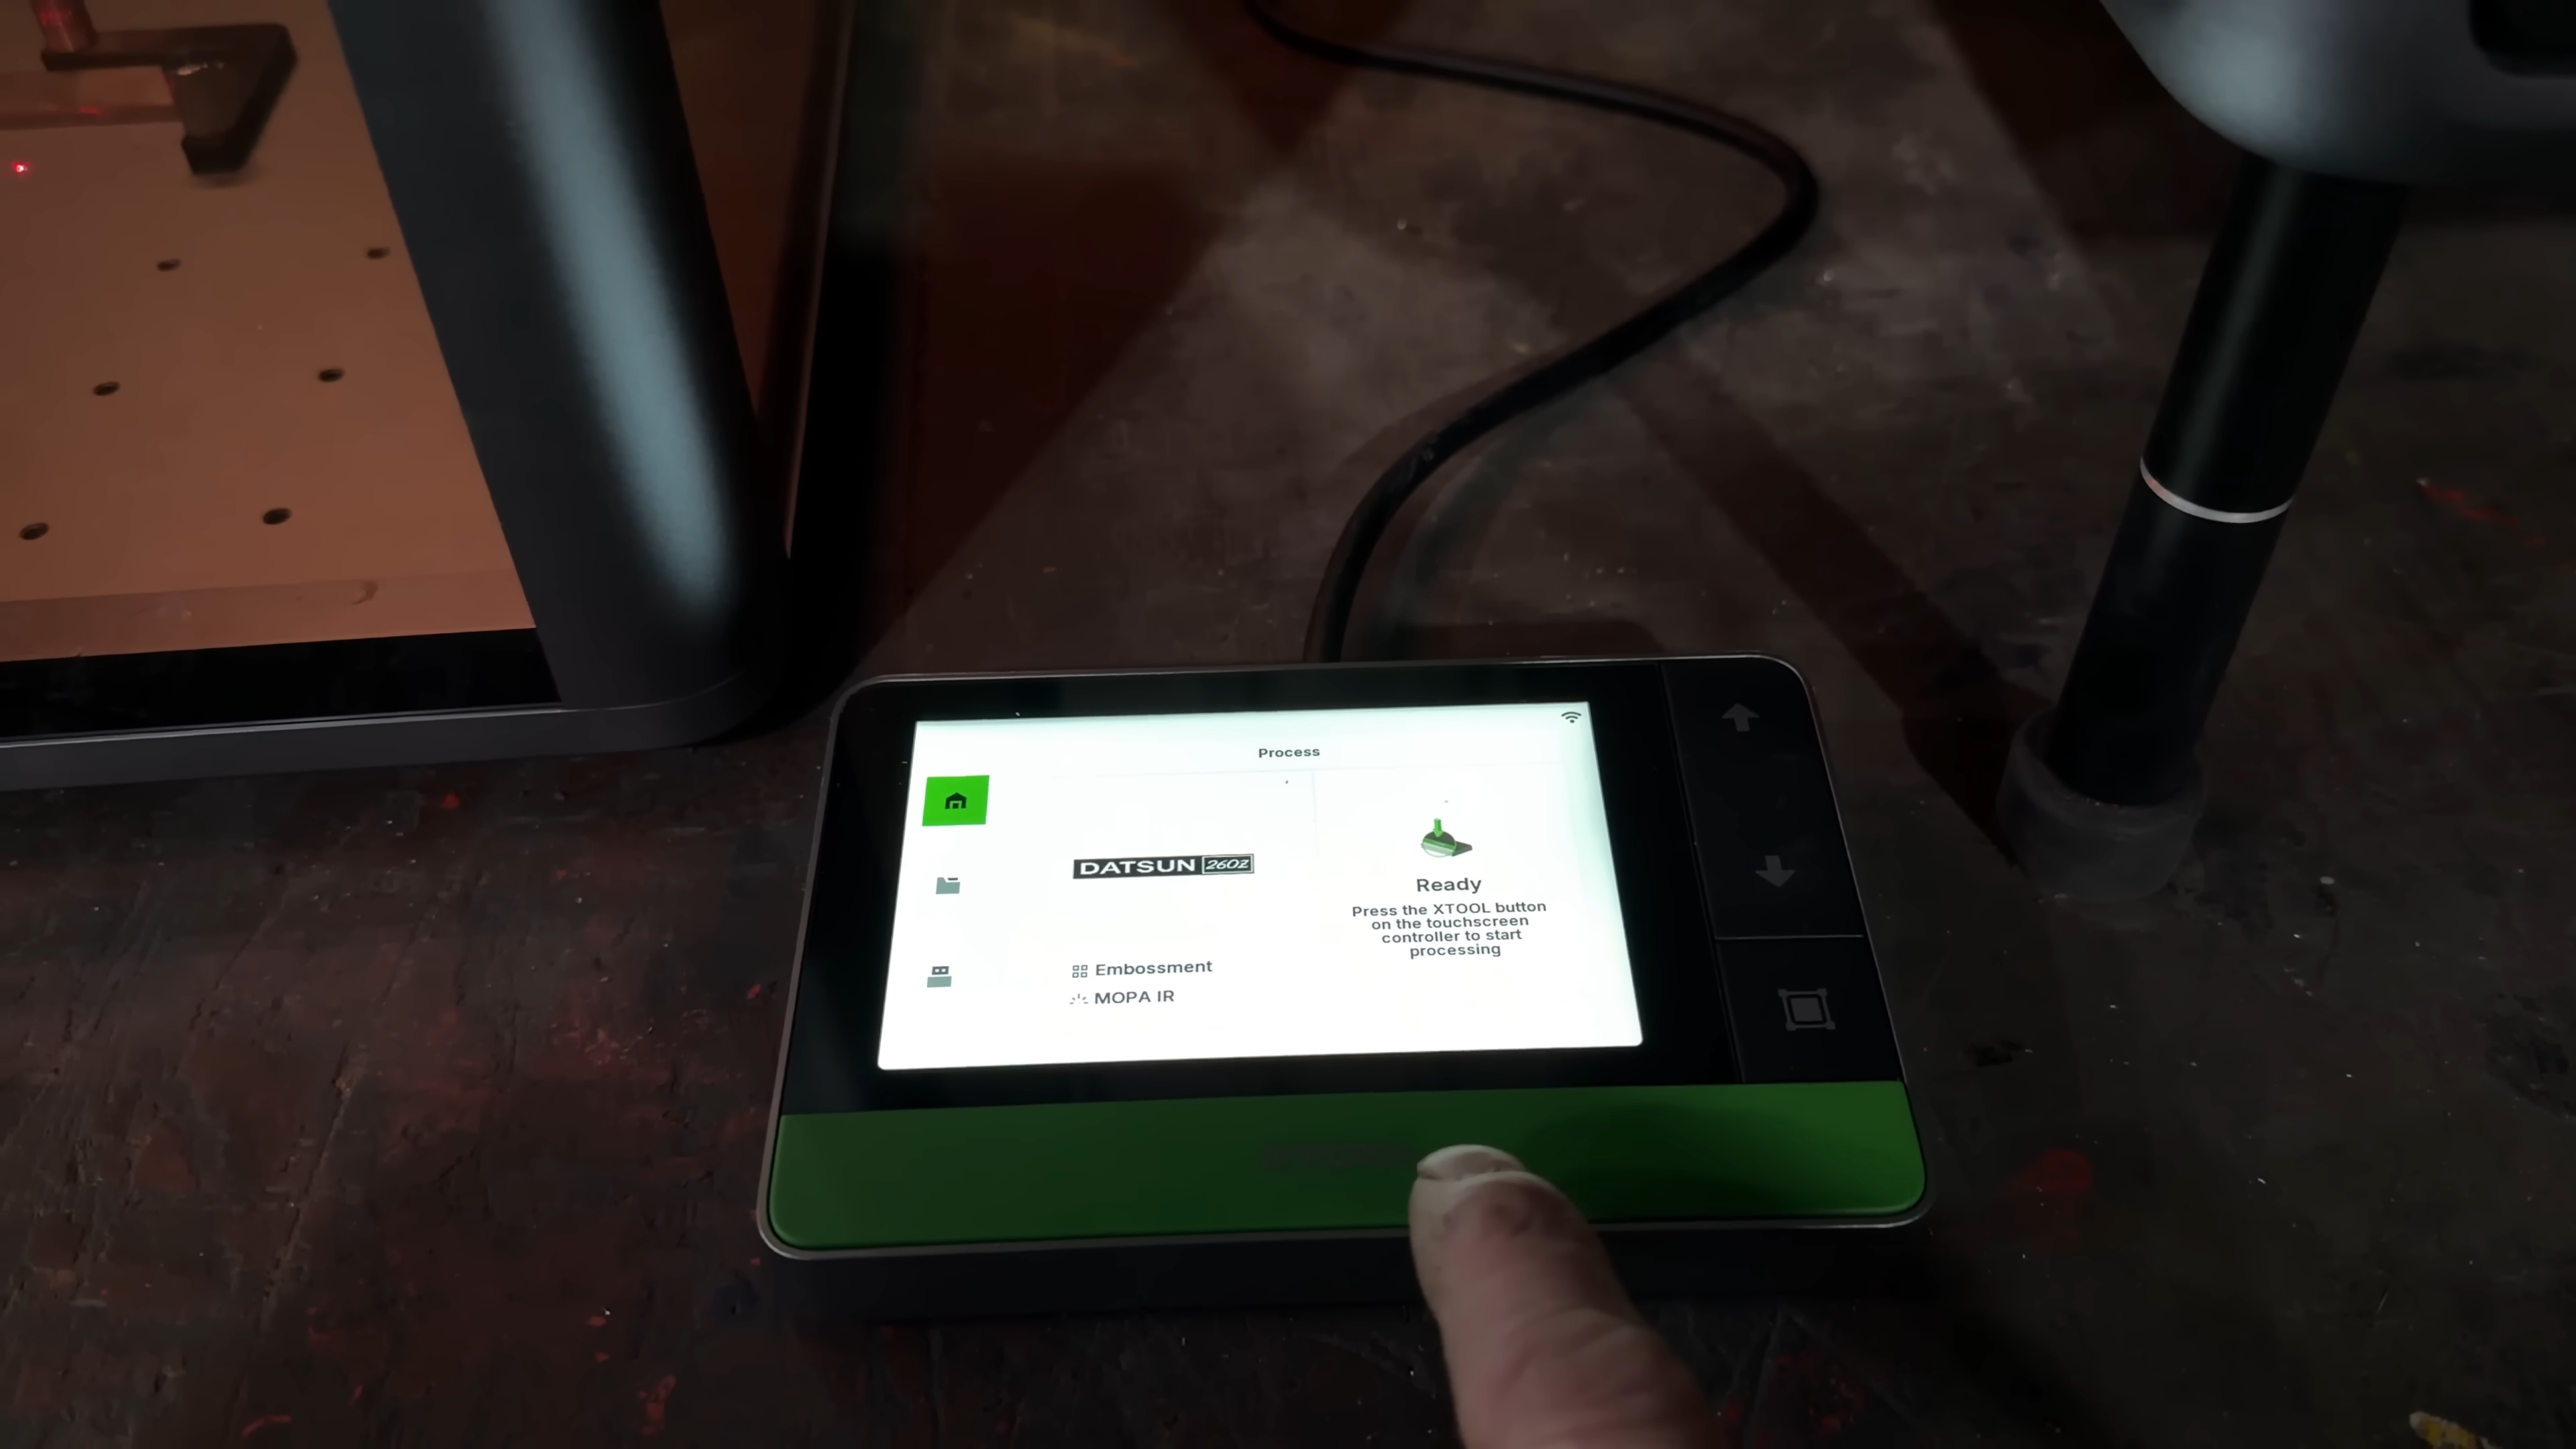 Process
DATSUN 260Z
Ready
Press the XTOOL button
on the touchscreen
controller to start
processing
Embossment
MOPA IR